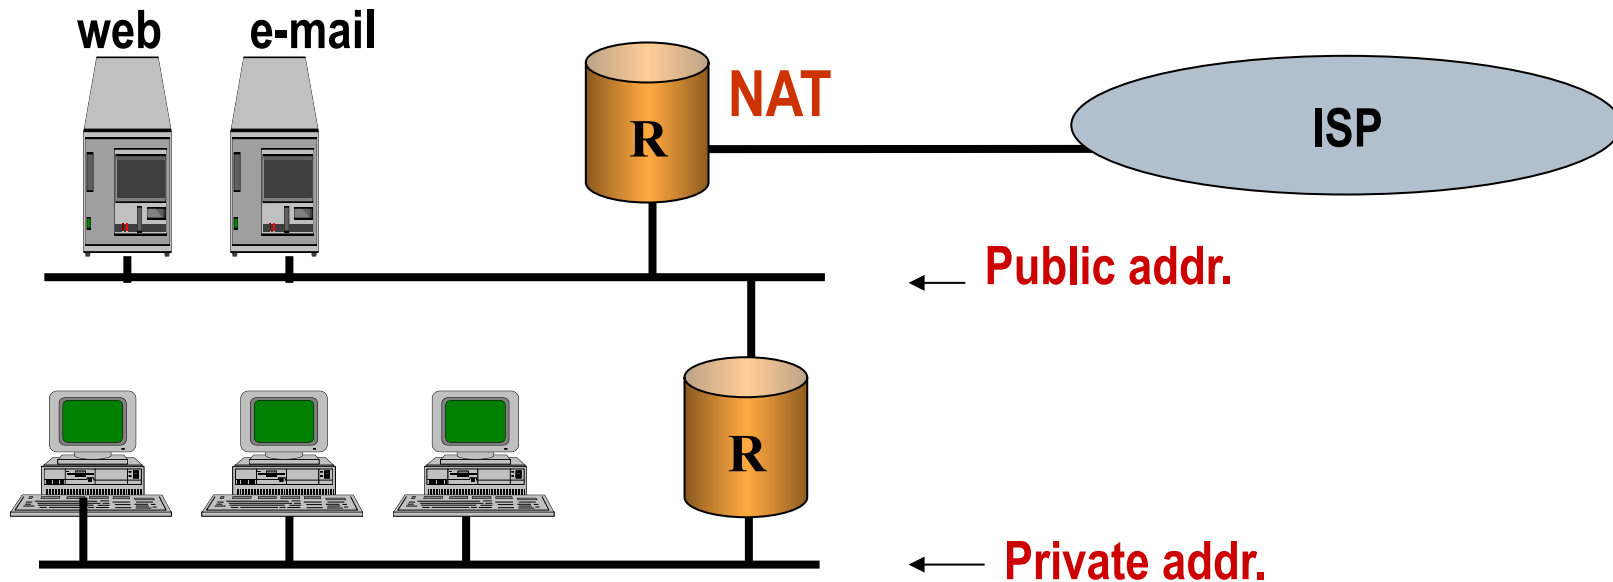 web
e-mail
NAT
R
ISP
Public addr.
R
Private addr.